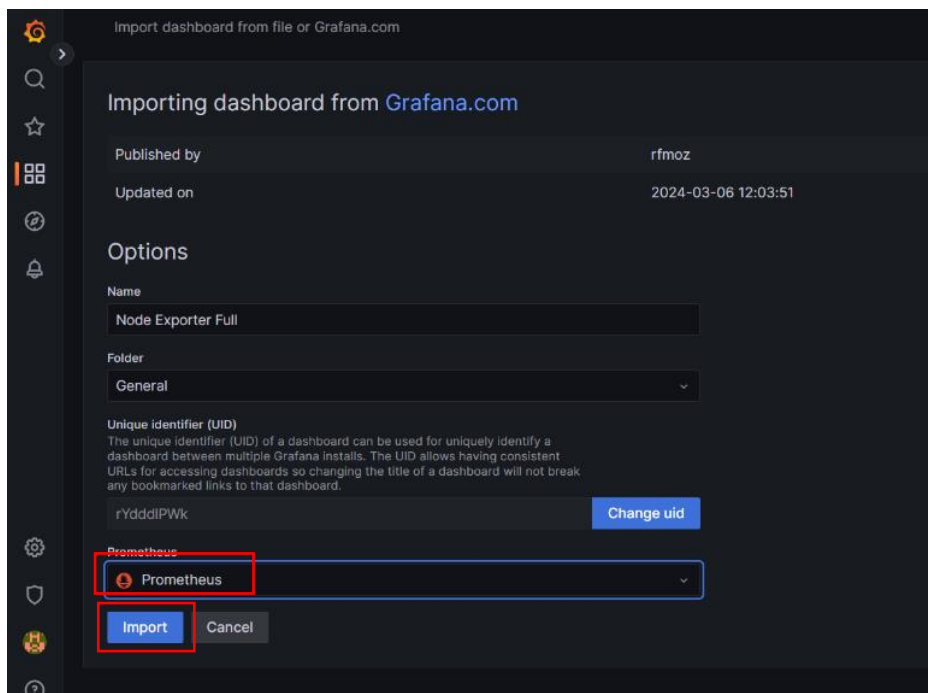 Import dashboard from file or Grafana.com
Importing dashboard from Grafana.com
Published by rfmoz
Updated on 2024-03-06 12:03:51
Options
Name
Node Exporter Full
Folder
General
Unique identifier (UID)
The unique identifier (UID) of a dashboard can be used for uniquely identify a
dashboard between multiple Grafana installs. The UID allows having consistent
URLs for accessing dashboards so changing the title of a dashboard will not break
any bookmarked links to that dashboard.
rYdddlPWk Change uid
Prometheus
Prometheus
Import Cancel